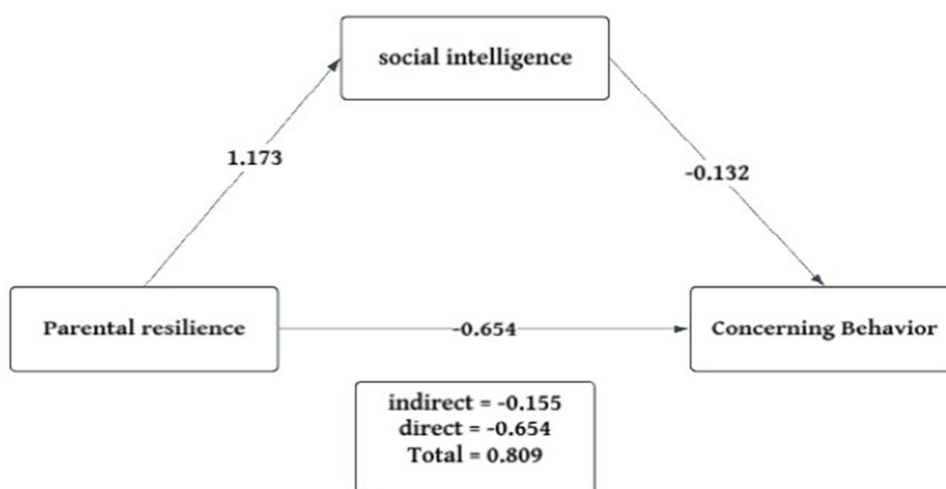 social intelligence
1.173
-0.132
Parental resilience
-0.654
Concerning Behavior
indirect = -0.155
direct = -0.654
Total = 0.809